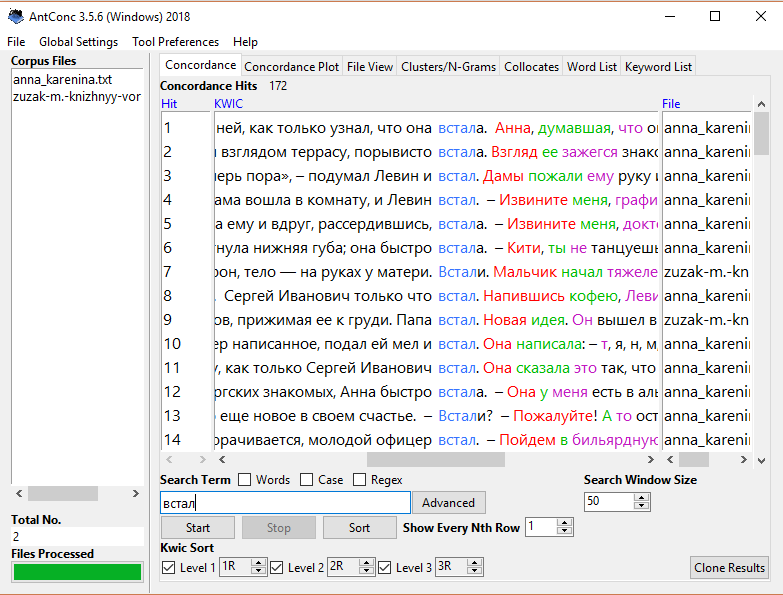 AntConc 3.5.6 (Windows) 2018
File Global Settings Tool Preferences Help
Corpus Files
anna_karenina.txt
zuzak-m.-knizhnyy-vor
Total No.
2
Files Processed
Concordance Concordance Plot File View Clusters/N-Grams Collocates Word List Keyword List
Concordance Hits 172
Hit KWIC File
1 ней, как только узнал, что она встала. Анна, думавшая, что anna_kareni
2 взглядом террасу, порывисто встал. Взгляд ее зажегся знак anna_kareni
3 перь пора», – подумал Левин и встал. Дамы пожали ему руку anna_kareni
4 ама вошла в комнату, и Левин встал. – Извините меня, графи anna_kareni
5 а ему и вдруг, рассердившись, встал. – Извините меня, докт anna_kareni
6 гнула нижняя губа; она быстро встала. – Кити, ты не танцуешь anna_kareni
7 рон, тело — на руках у матери. Встали. Мальчик начал тяжеле zuzak-m.-kn
8 . Сергей Иванович только что встал. Напившись кофею, Леви anna_kareni
9 ов, прижимая ее к груди. Папа встал. Новая идея. Он вышел в zuzak-m.-kn
10 ер написанное, подал ей мел и встал. Она написала: – т, я, н, м, anna_kareni
11 у, как только Сергей Иванович встал. Она сказала это так, что anna_kareni
12 ргских знакомых, Анна быстро встала. – Она у меня есть в аль anna_kareni
13 еще новое в своем счастье. – Встали? – Пожалуйте! А то ост anna_kareni
14 орачивается, молодой офицер встал. – Пойдем в бильярдную anna_kareni
Search Term Words Case Regex Search Window Size
встал Advanced 50
Start Stop Sort Show Every Nth Row 1
Kwic Sort
Level 1 1R Level 2 2R Level 3 3R Clone Results